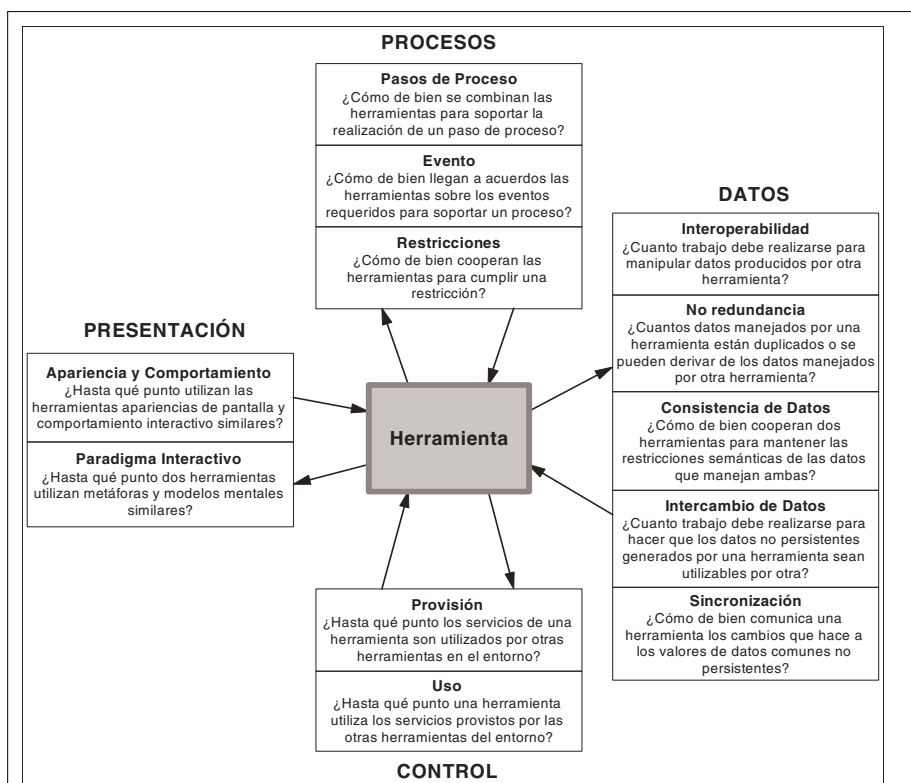 PROCESOS
Pasos de Proceso
¿Cómo de bien se combinan las
herramientas para soportar la
realización de un paso de proceso?
Evento
¿Cómo de bien llegan a acuerdos las
herramientas sobre los eventos
requeridos para soportar un proceso?
Restricciones
¿Cómo de bien cooperan las
herramientas para cumplir una
restricción?
DATOS
Interoperabilidad
¿Cuanto trabajo debe realizarse para
manipular datos producidos por otra
herramienta?
No redundancia
¿Cuantos datos manejados por una
herramienta están duplicados o se
pueden derivar de los datos manejados
por otra herramienta?
Consistencia de Datos
¿Cómo de bien cooperan dos
herramientas para mantener las
restricciones semánticas de las datos
que manejan ambas?
Intercambio de Datos
¿Cuanto trabajo debe realizarse para
hacer que los datos no persistentes
generados por una herramienta sean
utilizables por otra?
Sincronización
¿Cómo de bien comunica una
herramienta los cambios que hace a
los valores de datos comunes no
persistentes?
PRESENTACIÓN
Apariencia y Comportamiento
¿Hasta qué punto utilizan las
herramientas apariencias de pantalla y
comportamiento interactivo similares?
Paradigma Interactivo
¿Hasta qué punto dos herramientas
utilizan metáforas y modelos mentales
similares?
Herramienta
Provisión
¿Hasta qué punto los servicios de una
herramienta son utilizados por otras
herramientas en el entorno?
Uso
¿Hasta qué punto una herramienta
utiliza los servicios provistos por las
otras herramientas del entorno?
CONTROL